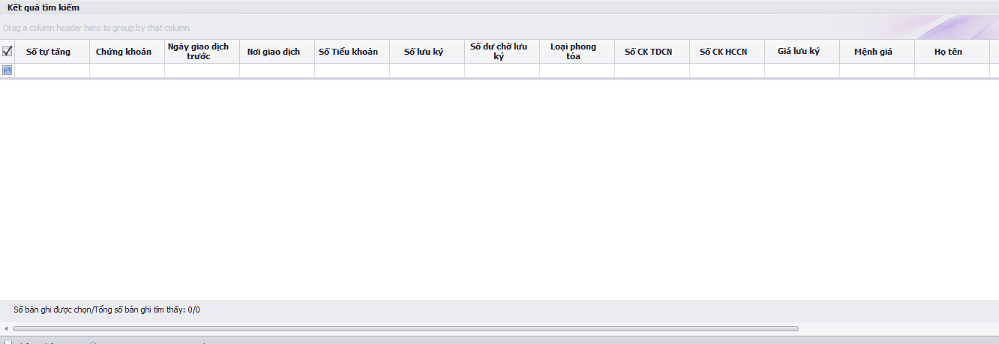 Kết quả tìm kiếm
Drag a column header here to group by that column
Số tự tăng
Chứng khoán
Ngày giao dịch
trước
Nơi giao dịch
Số Tiểu khoản
Số lưu ký
Số dư chờ lưu
ký
Loại phong
tỏa
Số CK TDCN
Số CK HCCN
Giá lưu ký
Mệnh giá
Họ tên
Số bản ghi được chọn/Tổng số bản ghi tìm thấy: 0/0